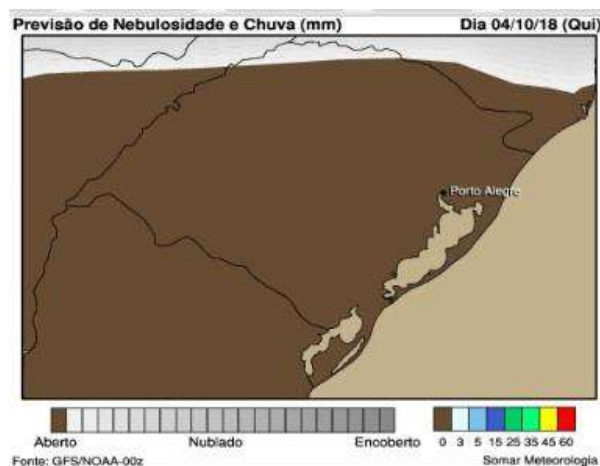 Previsão de Nebulosidade e Chuva (mm) Dia 04/10/18 (Qui)
Porto Alegre
Aberto Nublado Encoberto 0 3 5 15 25 35 45 60
Fonte: GFS/NOAA-00z Somar Meteorologia